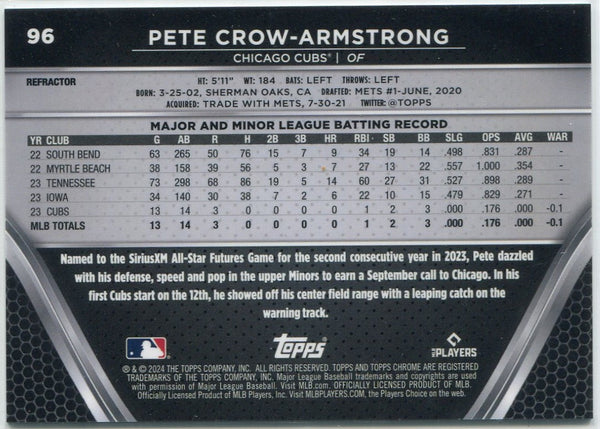 96
PETE CROW-ARMSTRONG
CHICAGO CUBS® | OF
REFRACTOR
HT: 5'11" WT: 184 BATS: LEFT THROWS: LEFT
BORN: 3-25-02, SHERMAN OAKS, CA DRAFTED: METS #1-JUNE, 2020
ACQUIRED: TRADE WITH METS, 7-30-21 TWITTER:@TOPPS
MAJOR AND MINOR LEAGUE BATTING RECORD
YR CLUB G AB R H 2B 3B HR RBI SB BB SLG OPS AVG WAR
22 SOUTH BEND 63 265 50 76 15 3 9 34 19 14 .498 .831 .287 -
22 MYRTLE BEACH 38 158 39 56 5 3 7 27 13 22 .557 1.000 .354 -
23 TENNESSEE 73 298 68 86 19 5 14 60 27 31 .527 .898 .289 -
23 IOWA 34 140 30 38 7 2 6 22 10 15 .479 .829 .271 -
23 CUBS 13 14 3 0 0 0 0 1 2 3 .000 .176 .000 -0.1
MLB TOTALS 13 14 3 0 0 0 0 1 2 3 .000 .176 .000 -0.1
Named to the SiriusXM All-Star Futures Game for the second consecutive year in 2023, Pete dazzled
with his defense, speed and pop in the upper Minors to earn a September call to Chicago. In his
first Cubs start on the 12th, he showed off his center field range with a leaping catch on the
warning track.
Topps
PLAYERS
® & © 2024 THE TOPPS COMPANY, INC. ALL RIGHTS RESERVED. TOPPS AND TOPPS CHROME ARE REGISTERED
TRADEMARKS OF THE TOPPS COMPANY, INC. Major League Baseball trademarks and copyrights are used
with permission of Major League Baseball. Visit MLB.com. OFFICIALLY LICENSED PRODUCT OF MLB.
OFFICIALLY LICENSED PRODUCT OF MLB Players, Inc. Visit MLBPLAYERS.com, the Players Choice on the web.